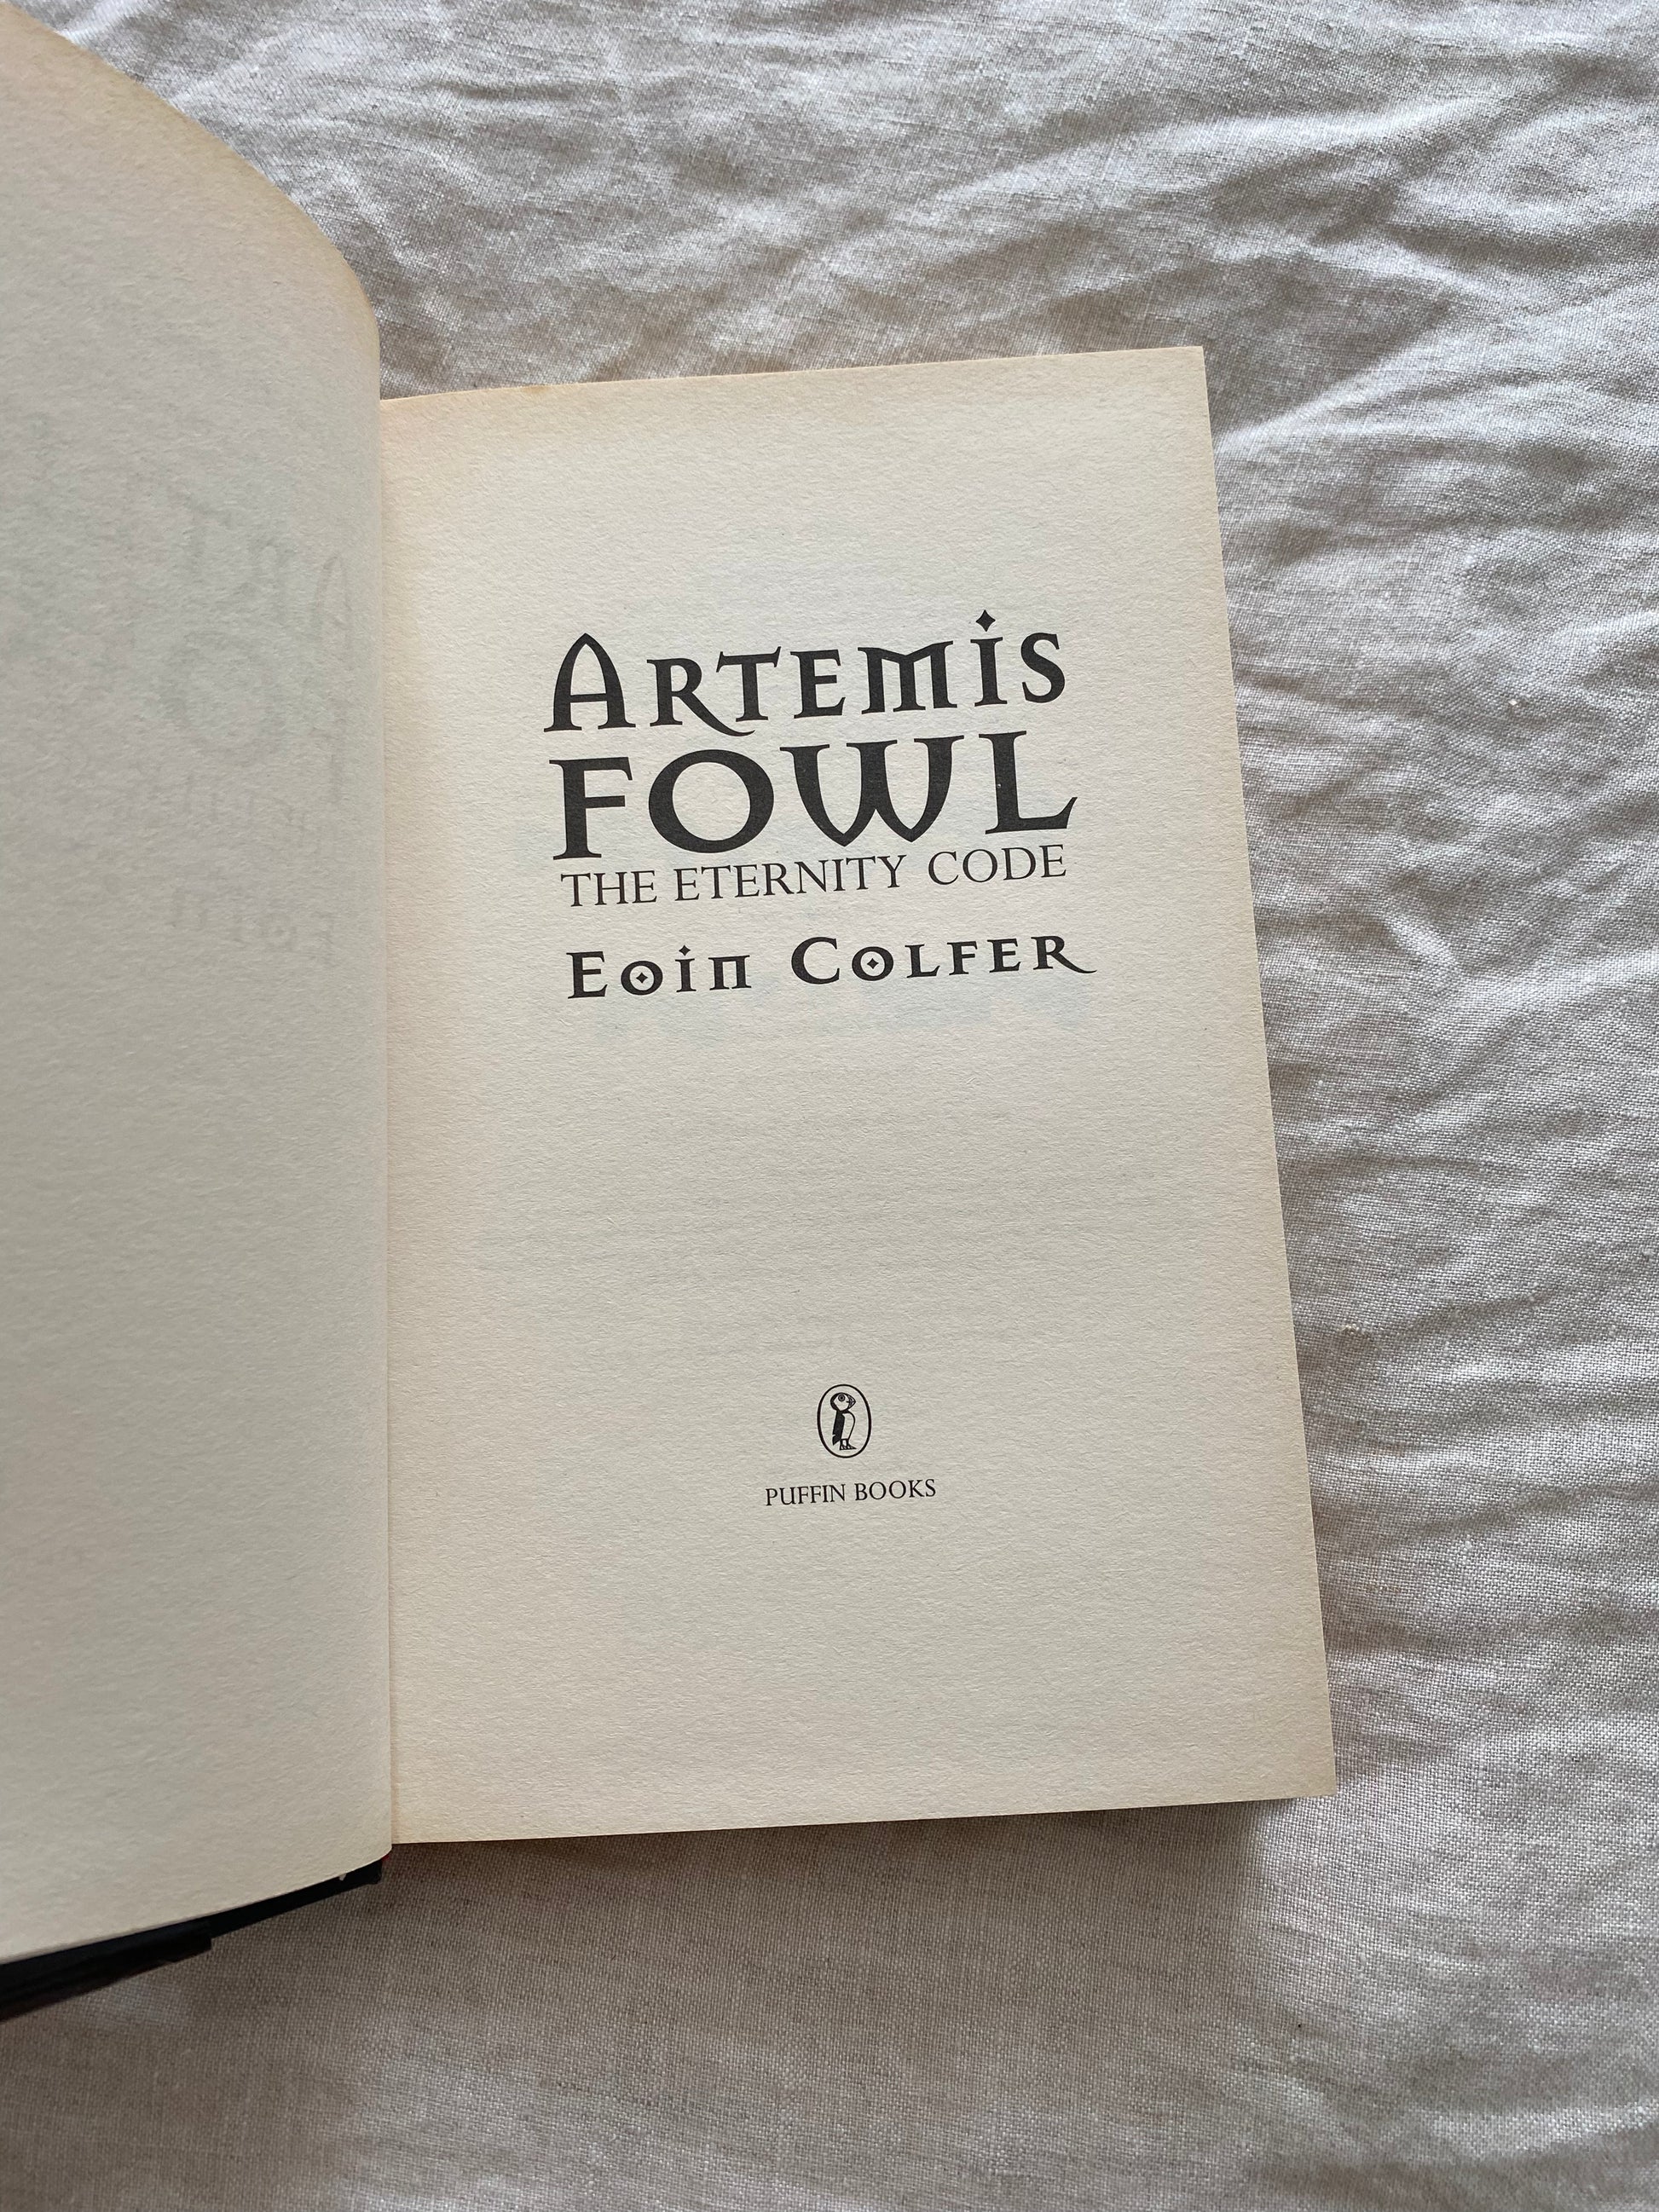 ARTEMIS
FOWL
THE ETERNITY CODE
EOIN COLFER
PUFFIN BOOKS